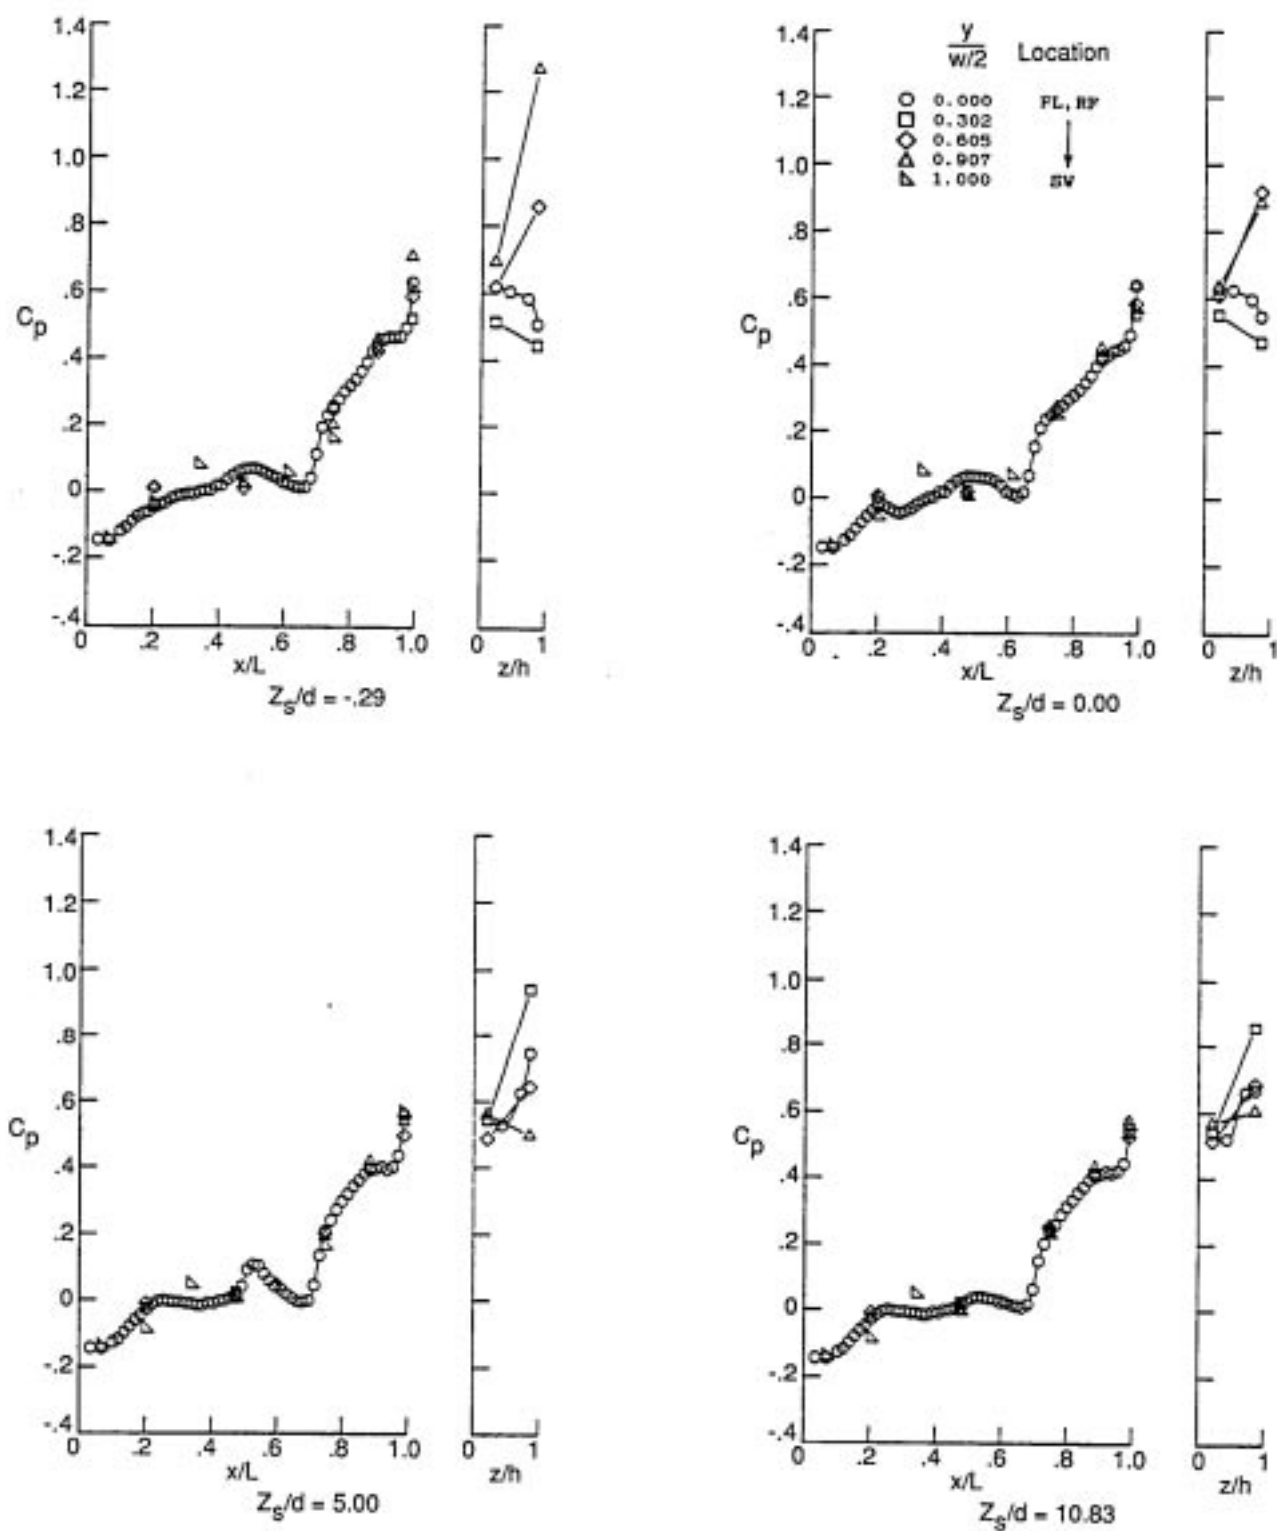 1.4
1.2
1.0
.8
.6
Cp
.4
.2
0
-.2
-.4
0 .2 .4 .6 .8 1.0
x/L
0 1
z/h
Zs/d = -.29
1.4
1.2
1.0
.8
.6
Cp
.4
.2
0
-.2
-.4
0 .2 .4 .6 .8 1.0
x/L
0 1
z/h
Zs/d = 0.00
y
w/2 Location
0.000 FL, RF
0.302
0.605
0.907
1.000 SW
1.4
1.2
1.0
.8
.6
Cp
.4
.2
0
-.2
-.4
0 .2 .4 .6 .8 1.0
x/L
0 1
z/h
Zs/d = 5.00
1.4
1.2
1.0
.8
.6
Cp
.4
.2
0
-.2
-.4
0 .2 .4 .6 .8 1.0
x/L
0 1
z/h
Zs/d = 10.83